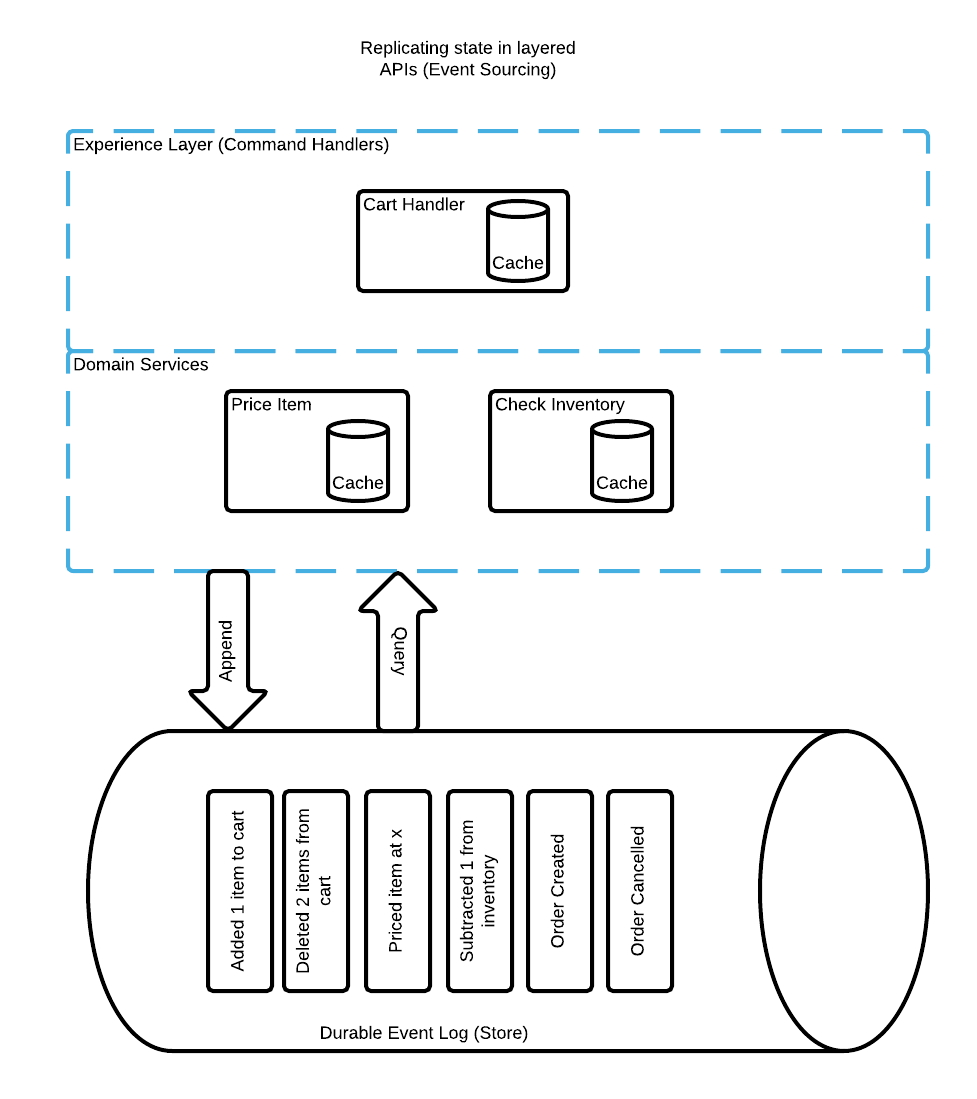 Replicating state in layered
APIs (Event Sourcing)
Experience Layer (Command Handlers)
Cart Handler
Cache
Domain Services
Price Item
Cache
Check Inventory
Cache
Append
Query
Added 1 item to cart
Deleted 2 items from
cart
Priced item at x
Subtracted 1 from
inventory
Order Created
Order Cancelled
Durable Event Log (Store)